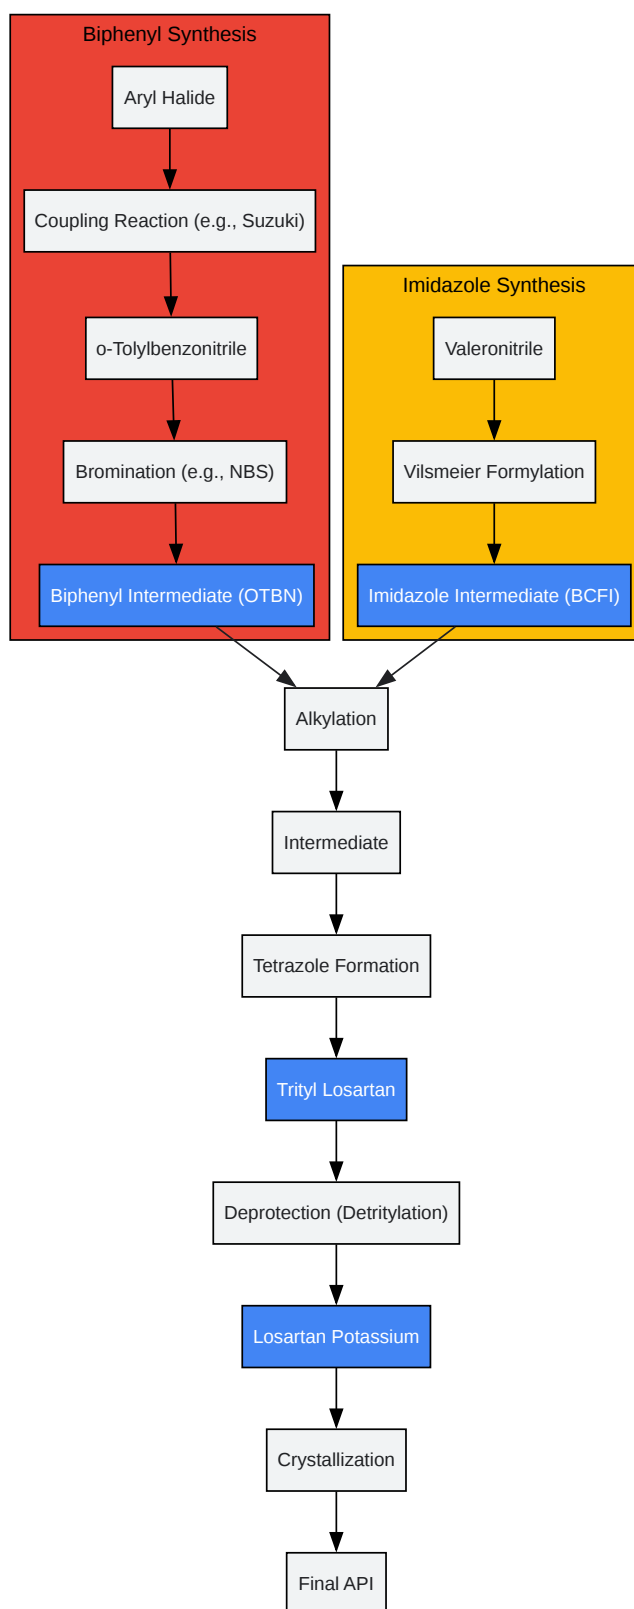 Biphenyl Synthesis
Aryl Halide
Coupling Reaction (e.g., Suzuki)
o-Tolylbenzonitrile
Bromination (e.g., NBS)
Biphenyl Intermediate (OTBN)
Imidazole Synthesis
Valeronitrile
Vilsmeier Formylation
Imidazole Intermediate (BCFI)
Alkylation
Intermediate
Tetrazole Formation
Trityl Losartan
Deprotection (Detritylation)
Losartan Potassium
Crystallization
Final API